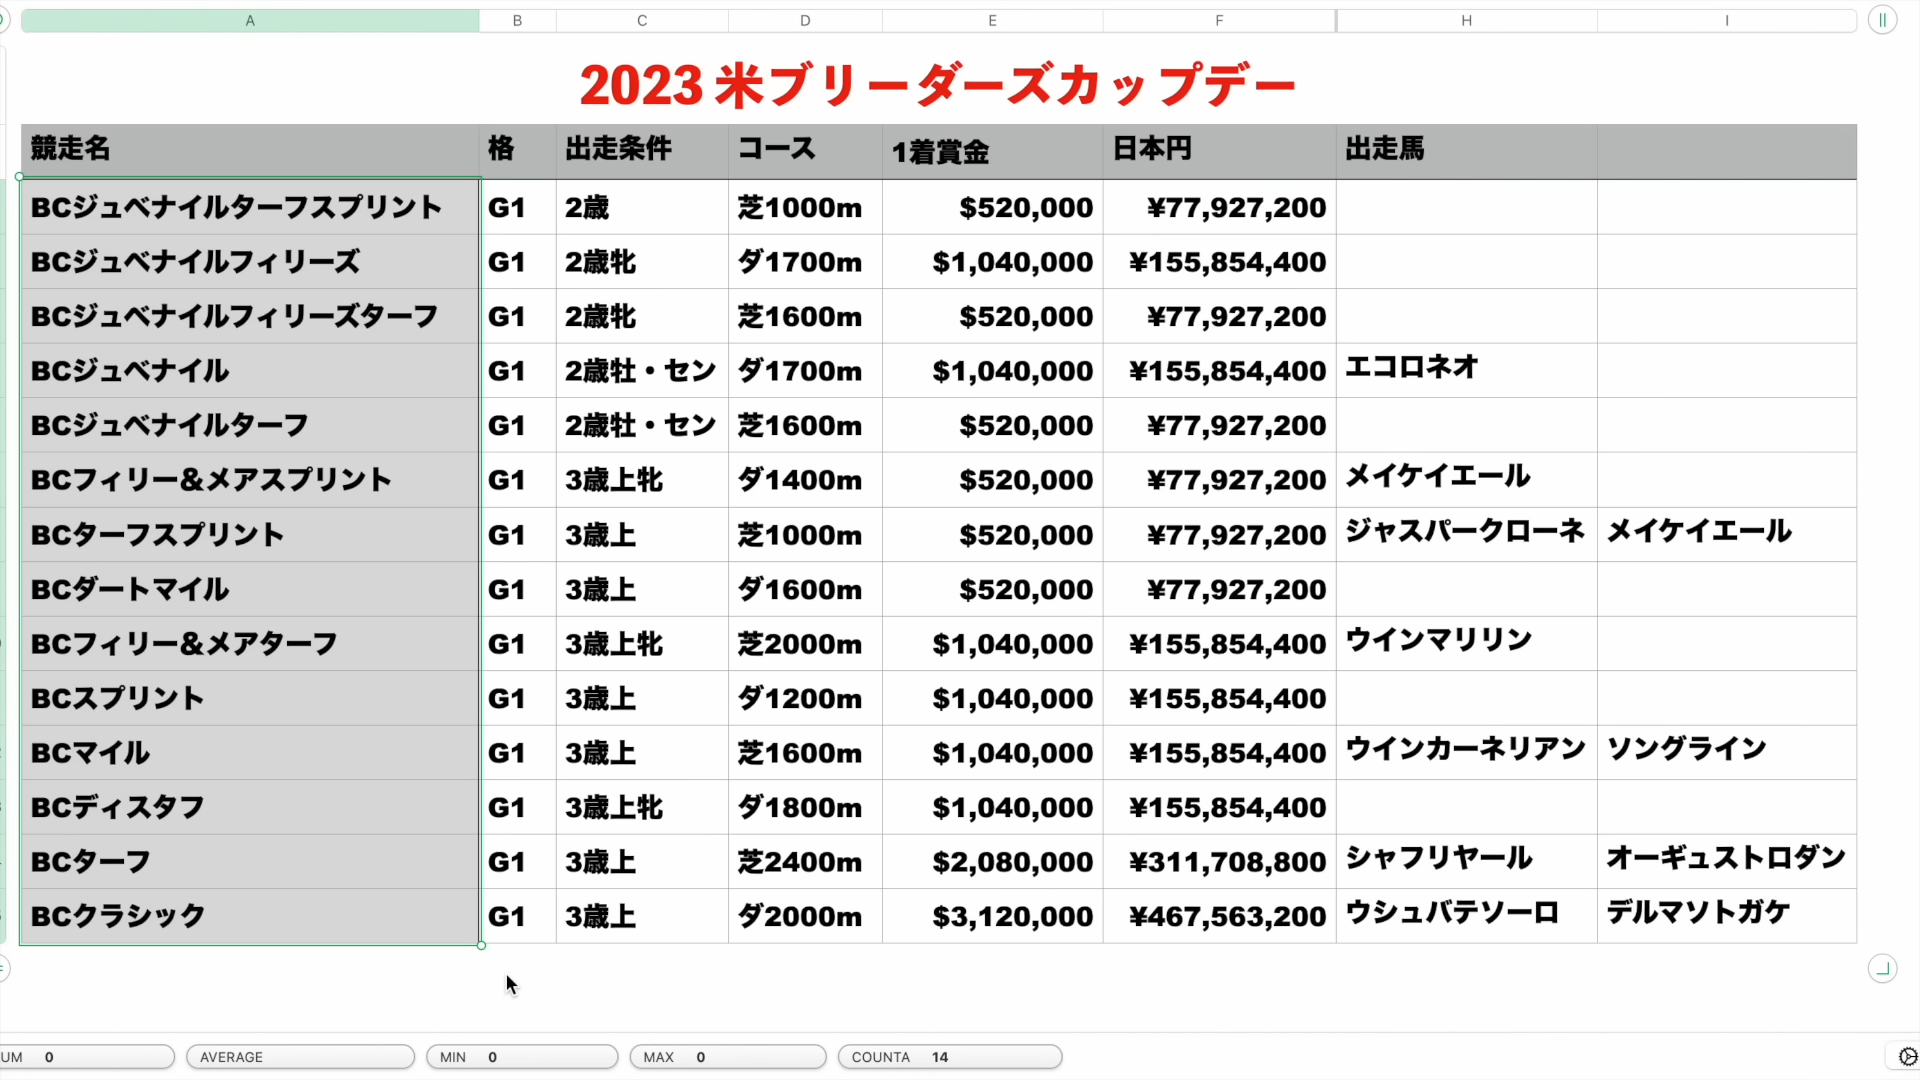 A B C D E F H I
2023 米ブリーダーズカップデー
競走名 格 出走条件 コース 1着賞金 日本円 出走馬
BCジュベナイルターフスプリント G1 2歳 芝1000m $520,000 ¥77,927,200
BCジュベナイルフィリーズ G1 2歳牝 ダ1700m $1,040,000 ¥155,854,400
BCジュベナイルフィリーズターフ G1 2歳牝 芝1600m $520,000 ¥77,927,200
BCジュベナイル G1 2歳牡・セン ダ1700m $1,040,000 ¥155,854,400 エコロネオ
BCジュベナイルターフ G1 2歳牡・セン 芝1600m $520,000 ¥77,927,200
BCフィリー&メアスプリント G1 3歳上牝 ダ1400m $520,000 ¥77,927,200 メイケイエール
BCターフスプリント G1 3歳上 芝1000m $520,000 ¥77,927,200 ジャスパークローネ メイケイエール
BCダートマイル G1 3歳上 ダ1600m $520,000 ¥77,927,200
BCフィリー&メアターフ G1 3歳上牝 芝2000m $1,040,000 ¥155,854,400 ウインマリリン
BCスプリント G1 3歳上 ダ1200m $1,040,000 ¥155,854,400
BCマイル G1 3歳上 芝1600m $1,040,000 ¥155,854,400 ウインカーネリアン ソングライン
BCディスタフ G1 3歳上牝 ダ1800m $1,040,000 ¥155,854,400
BCターフ G1 3歳上 芝2400m $2,080,000 ¥311,708,800 シャフリヤール オーギュストロダン
BCクラシック G1 3歳上 ダ2000m $3,120,000 ¥467,563,200 ウシュバテソーロ デルマソトガケ
UM 0 AVERAGE MIN 0 MAX 0 COUNTA 14